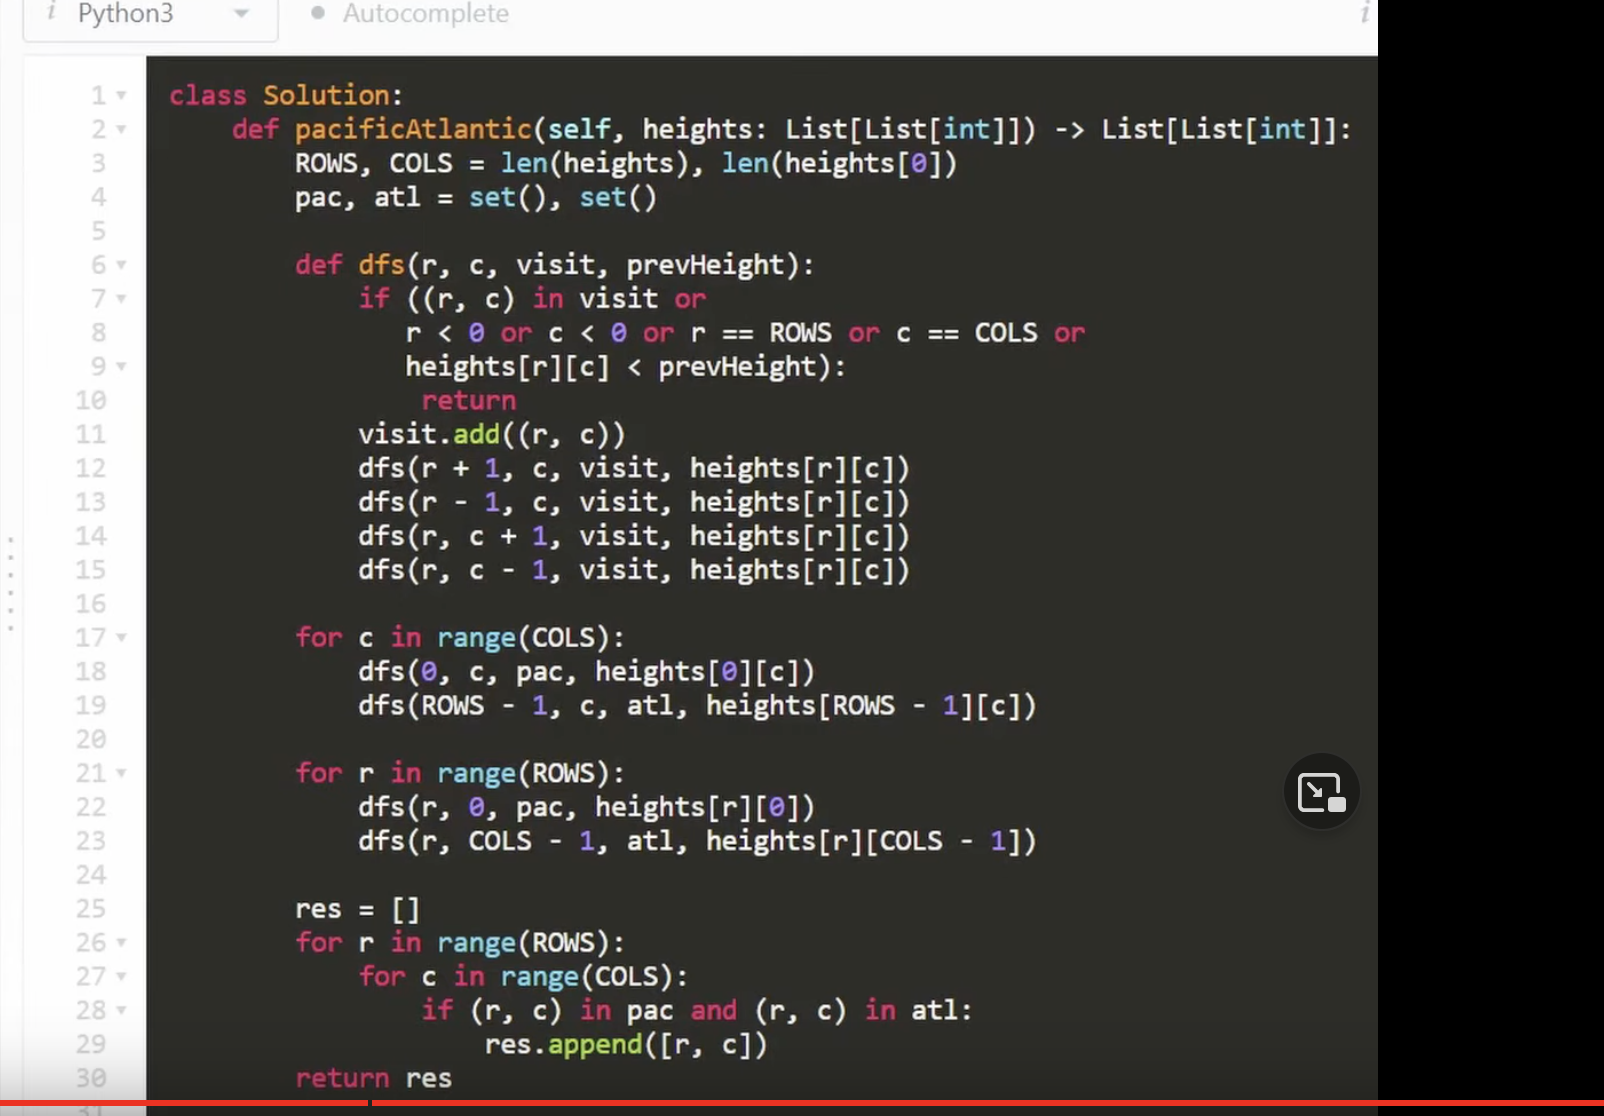 i Python3 Autocomplete i
1 class Solution:
2 def pacificAtlantic(self, heights: List[List[int]]) -> List[List[int]]:
3 ROWS, COLS = len(heights), len(heights[0])
4 pac, atl = set(), set()
5
6 def dfs(r, c, visit, prevHeight):
7 if ((r, c) in visit or
8 r < 0 or c < 0 or r == ROWS or c == COLS or
9 heights[r][c] < prevHeight):
10 return
11 visit.add((r, c))
12 dfs(r + 1, c, visit, heights[r][c])
13 dfs(r - 1, c, visit, heights[r][c])
14 dfs(r, c + 1, visit, heights[r][c])
15 dfs(r, c - 1, visit, heights[r][c])
16
17 for c in range(COLS):
18 dfs(0, c, pac, heights[0][c])
19 dfs(ROWS - 1, c, atl, heights[ROWS - 1][c])
20
21 for r in range(ROWS):
22 dfs(r, 0, pac, heights[r][0])
23 dfs(r, COLS - 1, atl, heights[r][COLS - 1])
24
25 res = []
26 for r in range(ROWS):
27 for c in range(COLS):
28 if (r, c) in pac and (r, c) in atl:
29 res.append([r, c])
30 return res
31